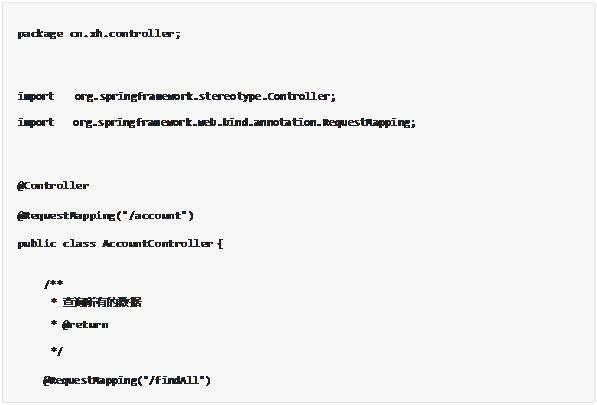 package cn.xh.controller;
import org.springframework.stereotype.Controller;
import org.springframework.web.bind.annotation.RequestMapping;
@Controller
@RequestMapping("/account")
public class AccountController {
/**
* 查询所有的数据
* @return
*/
@RequestMapping("/findAll")